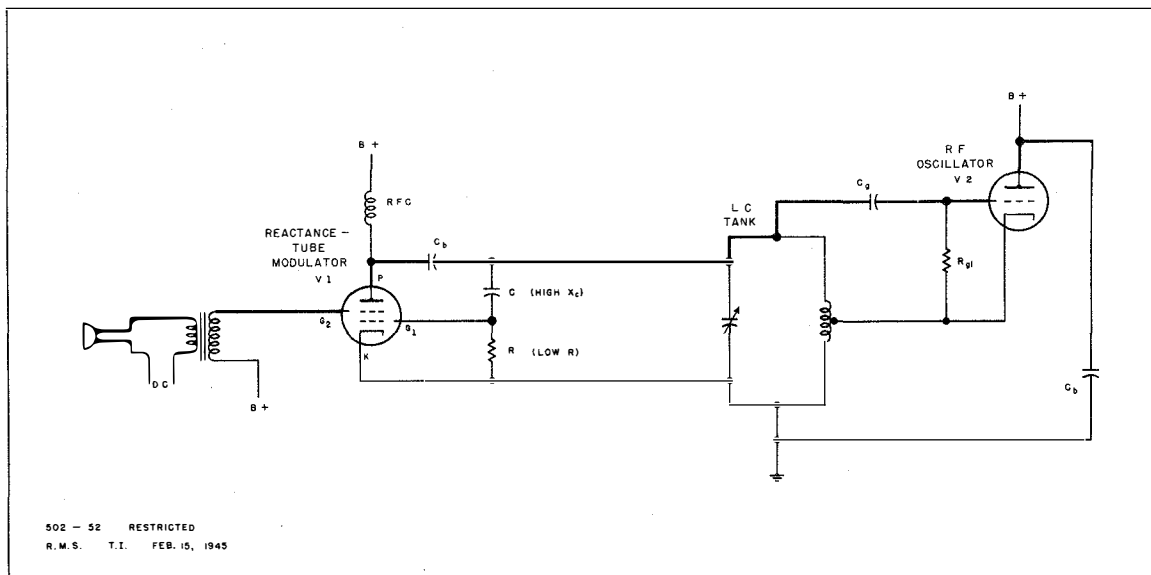 B +
R F
OSCILLATOR
V 2
B +
C g
L C
TANK
RFC
REACTANCE –
TUBE
MODULATOR
V 1
C b
P
R g1
C (HIGH Xc)
G 2
G 1
R (LOW R)
K
DC
B +
C b
502 – 52 RESTRICTED
R.M.S. T.I. FEB. 15, 1945